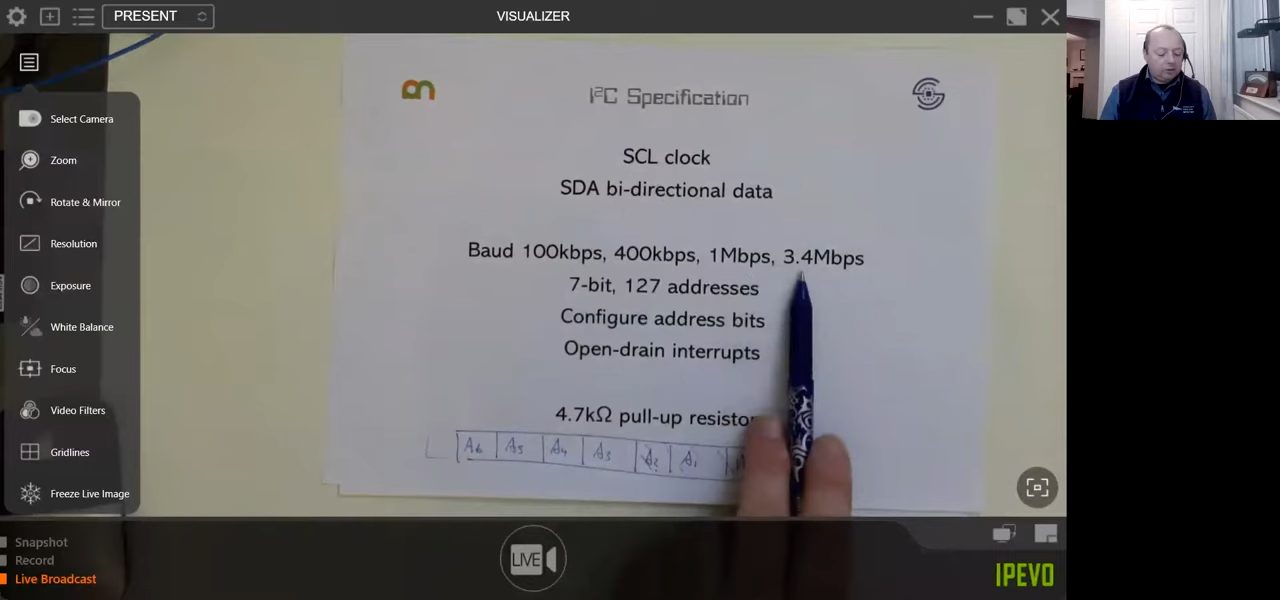 PRESENT
VISUALIZER
Select Camera
Zoom
Rotate & Mirror
Resolution
Exposure
White Balance
Focus
Video Filters
Gridlines
Freeze Live Image
I²C Specification
SCL clock
SDA bi-directional data
Baud 100kbps, 400kbps, 1Mbps, 3.4Mbps
7-bit, 127 addresses
Configure address bits
Open-drain interrupts
4.7kΩ pull-up resistor
A6 A5 A4 A3 A2 A1
Snapshot
Record
Live Broadcast
LIVE
IPEVO